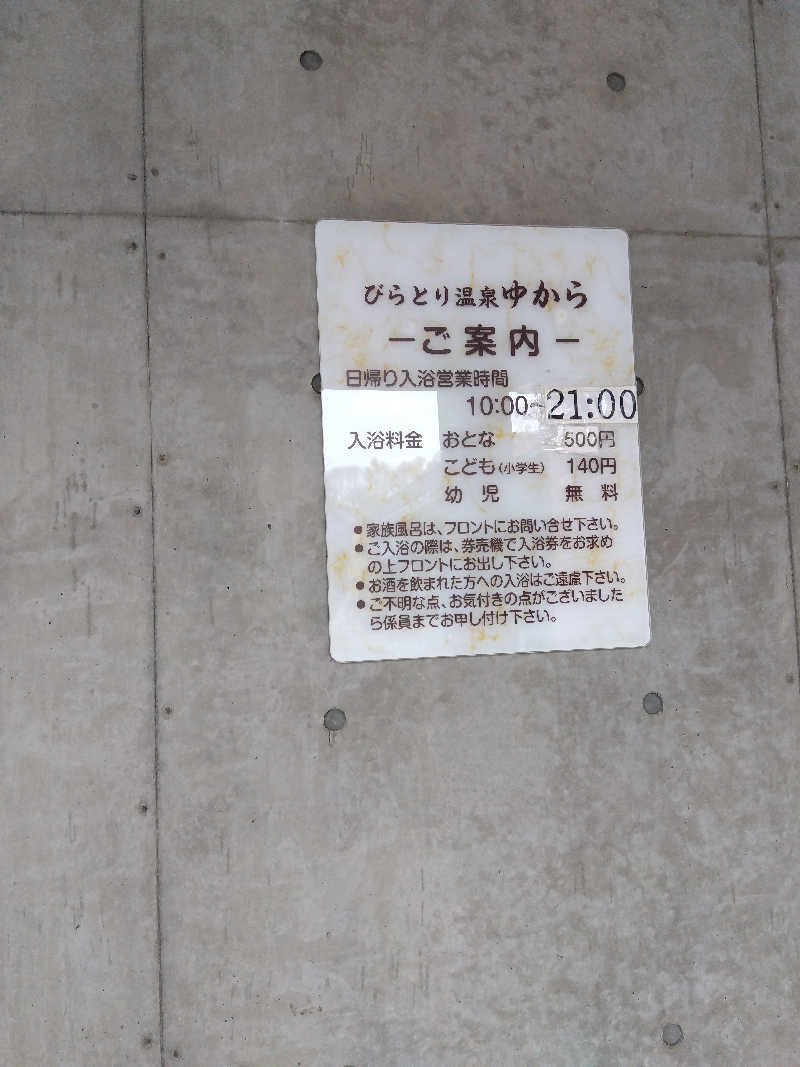 びらとり温泉ゆから
－ご案内－
日帰り入浴営業時間
10:00~21:00
入浴料金 おとな 500円
こども(小学生) 140円
幼児 無料
●家族風呂は、フロントにお問い合せ下さい。
●ご入浴の際は、券売機で入浴券をお求め
の上フロントにお出し下さい。
●お酒を飲まれた方への入浴はご遠慮下さい。
●ご不明な点、お気付きの点がございました
ら係員までお申し付け下さい。